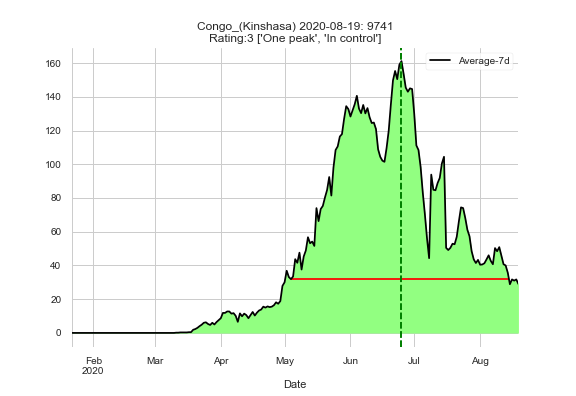 Congo_(Kinshasa) 2020-08-19: 9741
Rating:3 ['One peak', 'In control']
Average-7d
160
140
120
100
80
60
40
20
0
Feb
2020
Mar
Apr
May
Jun
Jul
Aug
Date